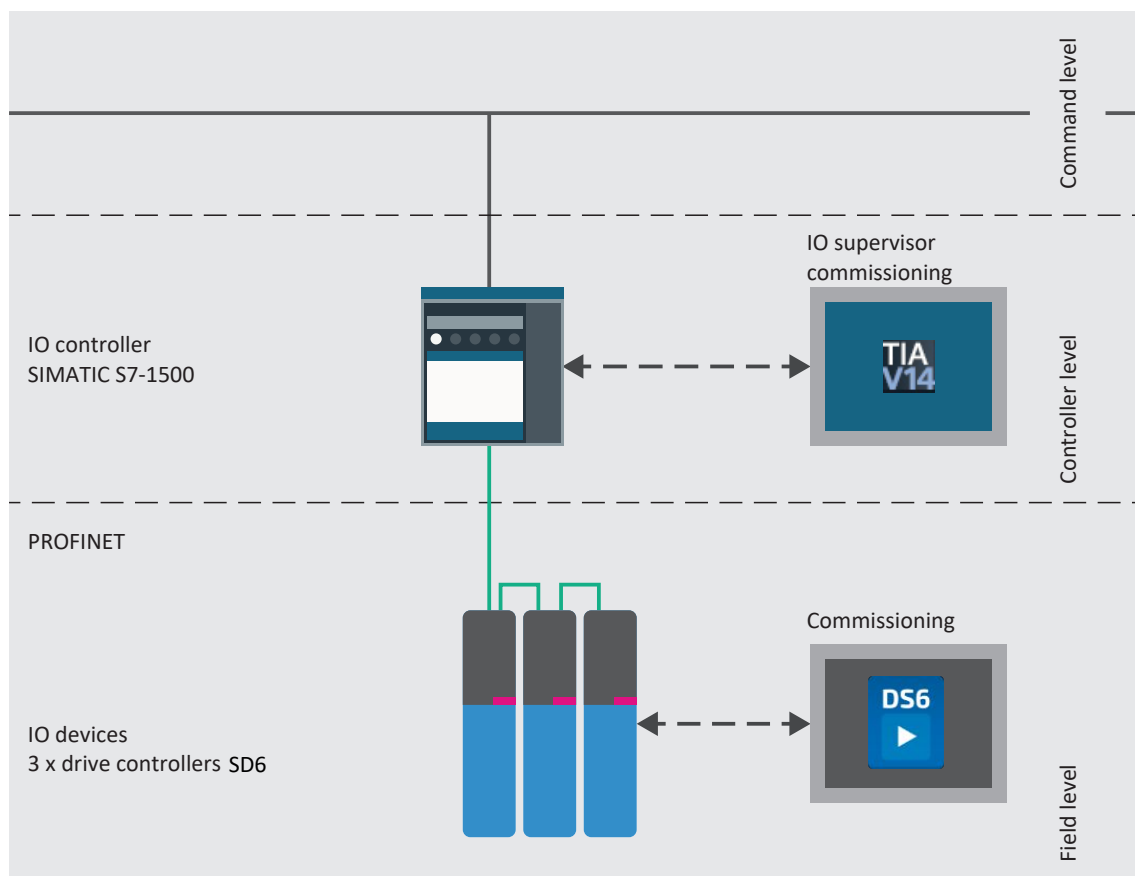 Command level
IO supervisor
commissioning
IO controller
SIMATIC S7-1500
TIA
V14
Controller level
PROFINET
Commissioning
DS6
IO devices
3 x drive controllers SD6
Field level